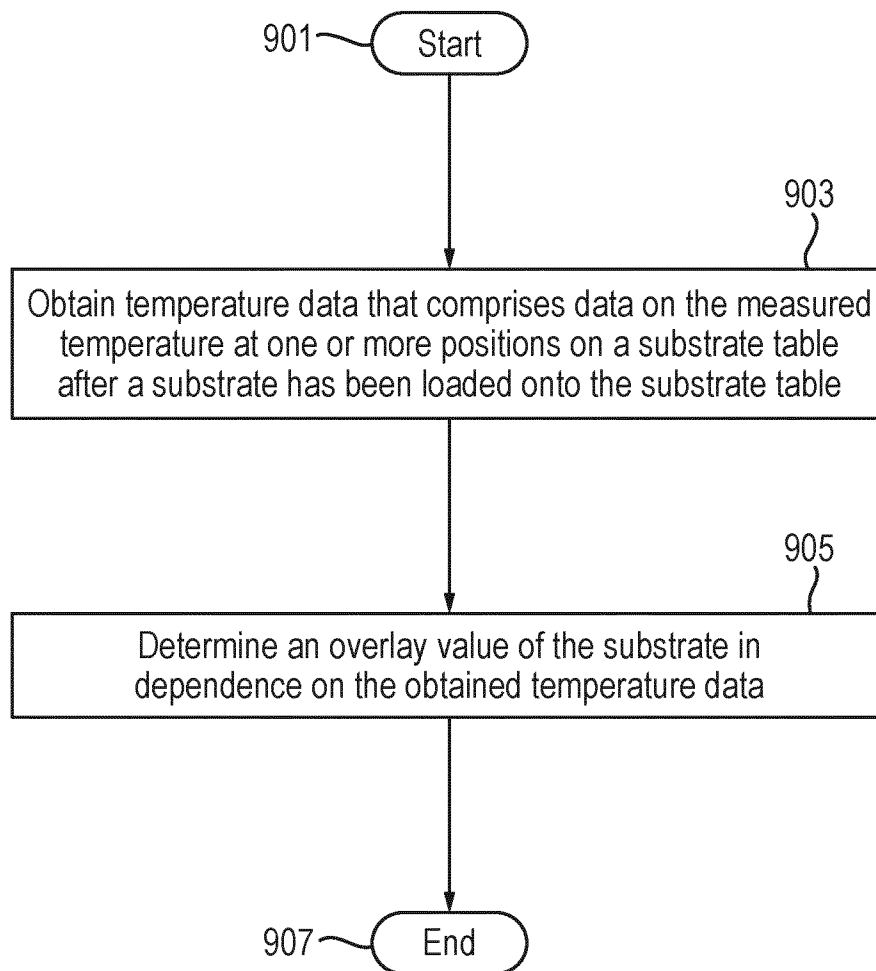 901
Start
903
Obtain temperature data that comprises data on the measured
temperature at one or more positions on a substrate table
after a substrate has been loaded onto the substrate table
905
Determine an overlay value of the substrate in
dependence on the obtained temperature data
907
End